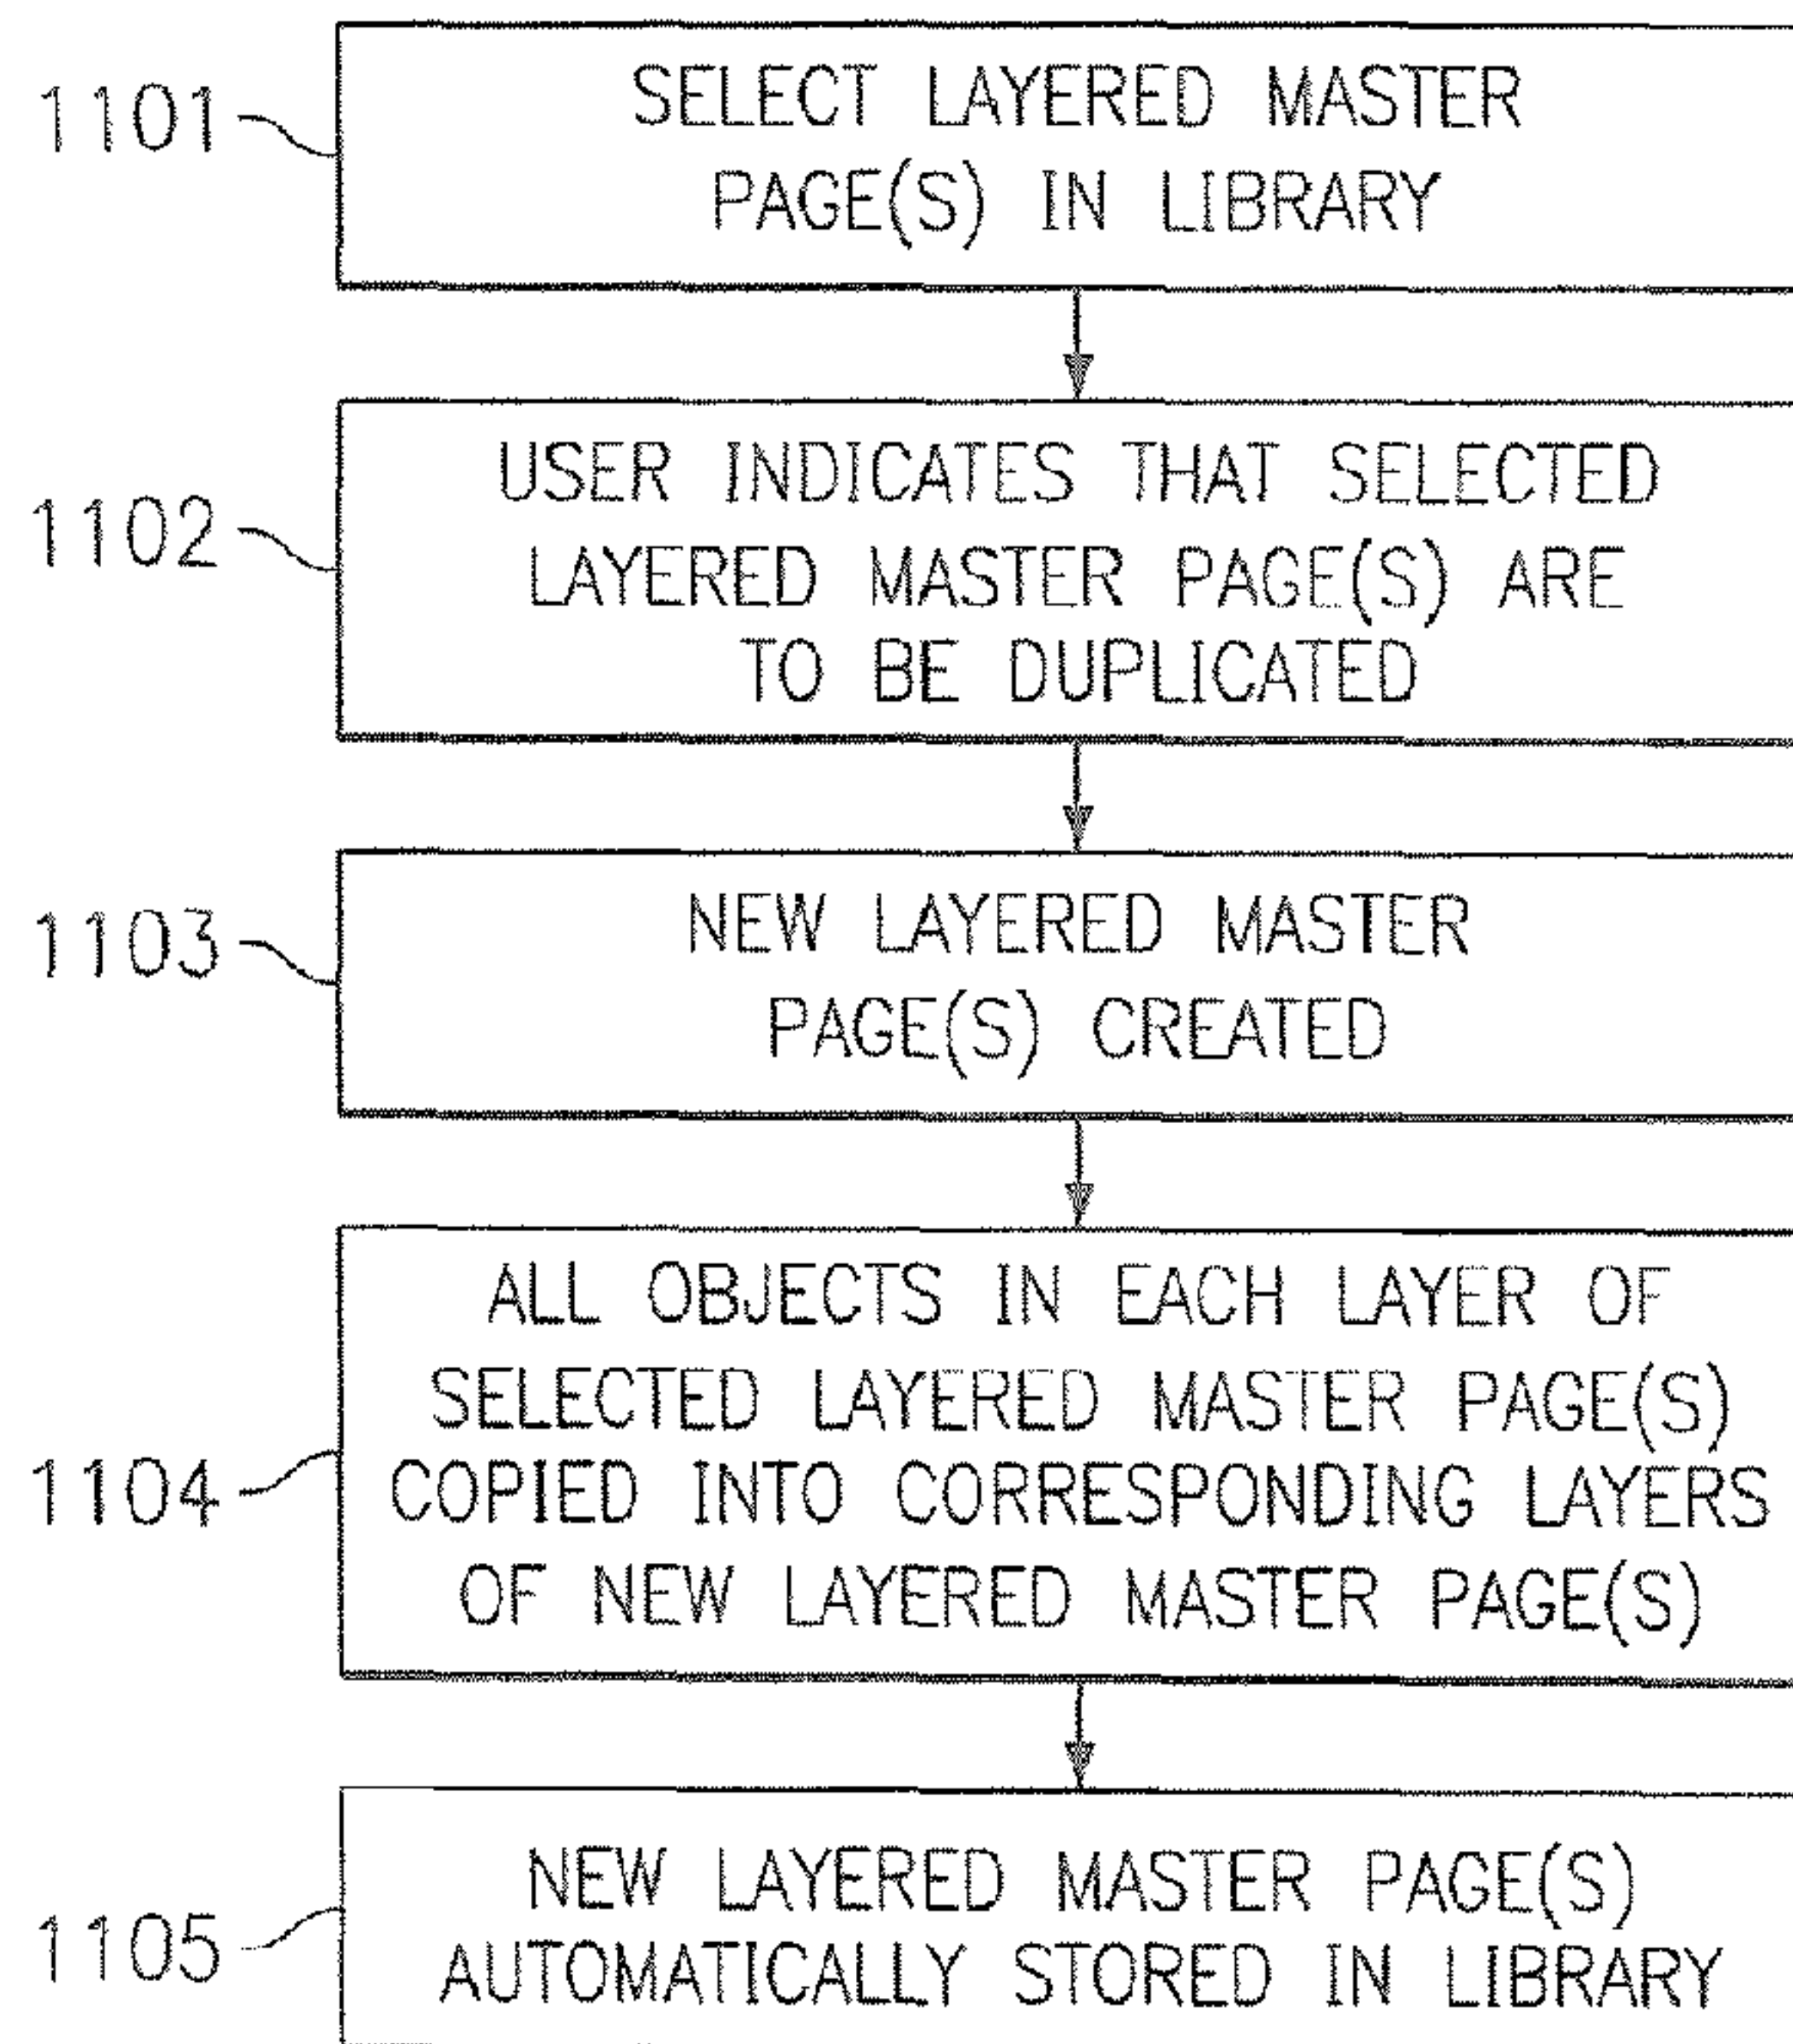 1101
SELECT LAYERED MASTER
PAGE(S) IN LIBRARY
1102
USER INDICATES THAT SELECTED
LAYERED MASTER PAGE(S) ARE
TO BE DUPLICATED
1103
NEW LAYERED MASTER
PAGE(S) CREATED
1104
ALL OBJECTS IN EACH LAYER OF
SELECTED LAYERED MASTER PAGE(S)
COPIED INTO CORRESPONDING LAYERS
OF NEW LAYERED MASTER PAGE(S)
1105
NEW LAYERED MASTER PAGE(S)
AUTOMATICALLY STORED IN LIBRARY